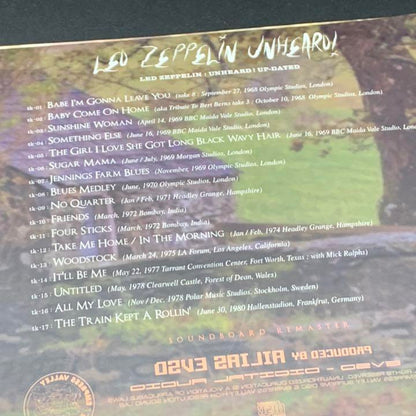 LED ZEPPELIN UNHEARD!
LED ZEPPELIN : UNHEARD : UP-DATED
tk-01 : BABE I'M GONNA LEAVE YOU (take 8 : September 27, 1968 Olympic Studios, London)
tk-02 : BABY COME ON HOME (aka Tribute To Bert Berns take 3 : October 10, 1968 Olympic Studios, London)
tk-03 : SUNSHINE WOMAN (April 14, 1969 BBC Maida Vale Studio, London)
tk-04 : SOMETHING ELSE (June 16, 1969 BBC Maida Vale Studio, London)
tk-05 : THE GIRL I LOVE SHE GOT LONG BLACK WAVY HAIR (June 16, 1969 BBC Maida Vale Studio, London)
tk-06 : SUGAR MAMA (June / July, 1969 Morgan Studios, London)
tk-07 : JENNINGS FARM BLUES (November, 1969 Olympic Studios, London)
tk-08 : BLUES MEDLEY (June, 1970 Olympic Studios, London)
tk-09 : NO QUARTER (Jan / Feb, 1971 Headley Grange, Hampshire)
tk-10 : FRIENDS (March, 1972 Bombay, India)
tk-11 : FOUR STICKS (March, 1972 Bombay, India)
tk-12 : TAKE ME HOME / IN THE MORNING (Jan / Feb, 1974 Headley Grange, Hampshire)
tk-13 : WOODSTOCK (March 24, 1975 LA Forum, Los Angeles, California)
tk-14 : IT'LL BE ME (May 22, 1977 Tarrant Convention Center, Fort Worth, Texas : with Mick Ralphs)
tk-15 : UNTITLED (May, 1978 Clearwell Castle, Forest of Dean, Wales)
tk-16 : ALL MY LOVE (Nov / Dec, 1978 Polar Music Studios, Stockholm, Sweden)
tk-17 : THE TRAIN KEPT A ROLLIN' (June 30, 1980 Hallenstadion, Frankfrut, Germany)
SOUNDBOARD REMASTER
PRODUCED BY AILIAS EVSD